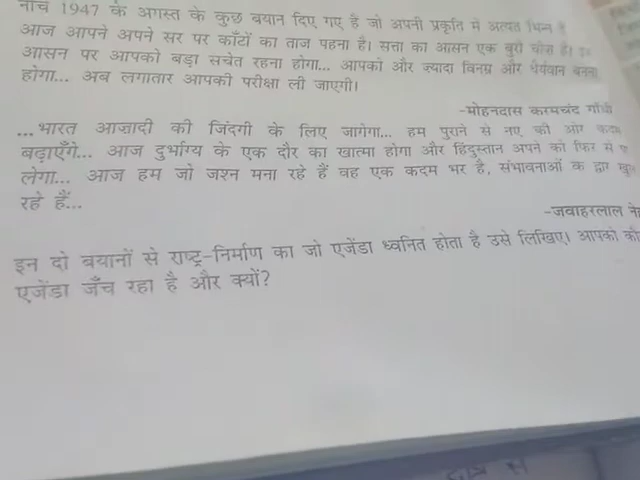 1947 के अगस्त के कुछ बयान दिए गए हैं जो अपनी प्रकृति में अत्यंत भिन्न हैं
आज आपने अपने सर पर काँटों का ताज पहना है। सत्ता का आसन एक बुरी चीज़ है। इस
आसन पर आपको बड़ा सचेत रहना होगा... आपको और ज़्यादा विनम्र और धैर्यवान बनना
होगा... अब लगातार आपकी परीक्षा ली जाएगी।
-मोहनदास करमचंद गाँधी
...भारत आज़ादी की ज़िंदगी के लिए जागेगा... हम पुराने से नए की ओर कदम
बढ़ाएँगे... आज दुर्भाग्य के एक दौर का खात्मा होगा और हिंदुस्तान अपने को फिर से
लेगा... आज हम जो जश्न मना रहे हैं वह एक कदम भर है, संभावनाओं के द्वार खुल
रहे हैं...
-जवाहरलाल
इन दो बयानों से राष्ट्र-निर्माण का जो एजेंडा ध्वनित होता है उसे लिखिए। आपको
एजेंडा जँच रहा है और क्यों?